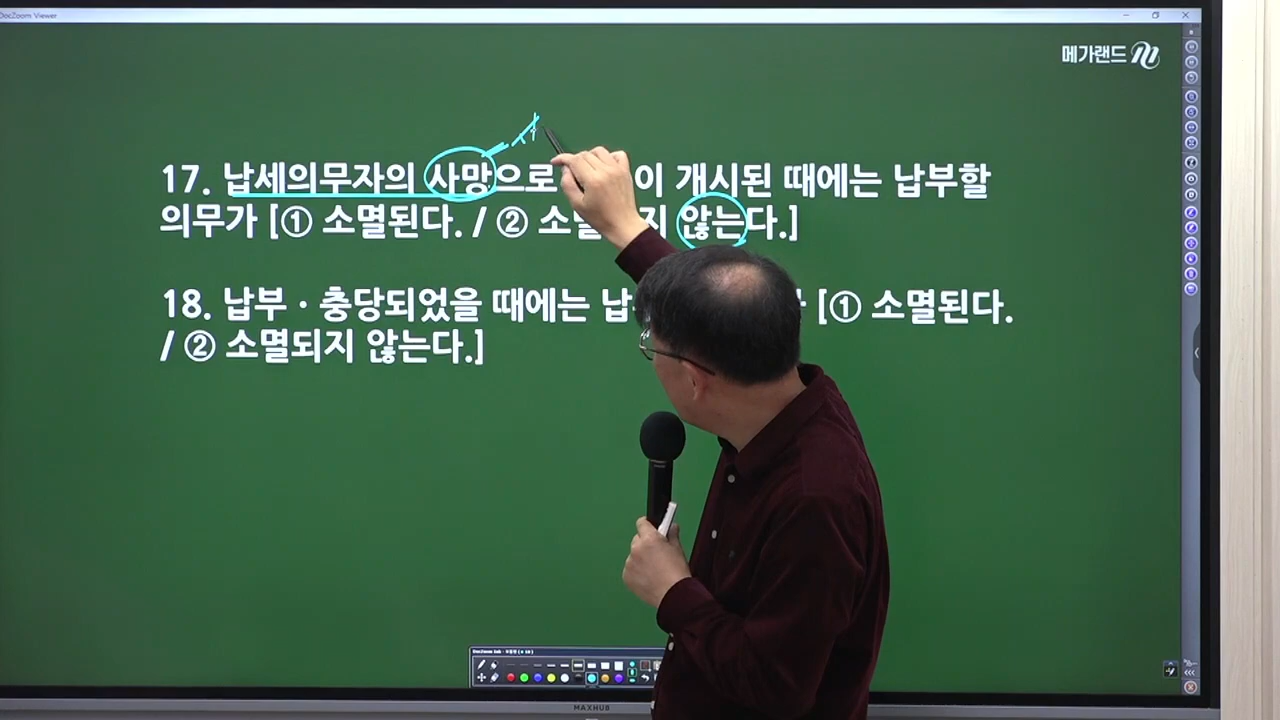 DocZoom Viewer
메가랜드
17. 납세의무자의 사망으로 이 개시된 때에는 납부할
의무가 [① 소멸된다. / ② 소 지 않는다.]
18. 납부 · 충당되었을 때에는 납 [① 소멸된다.
/ ② 소멸되지 않는다.]
MAXHUB